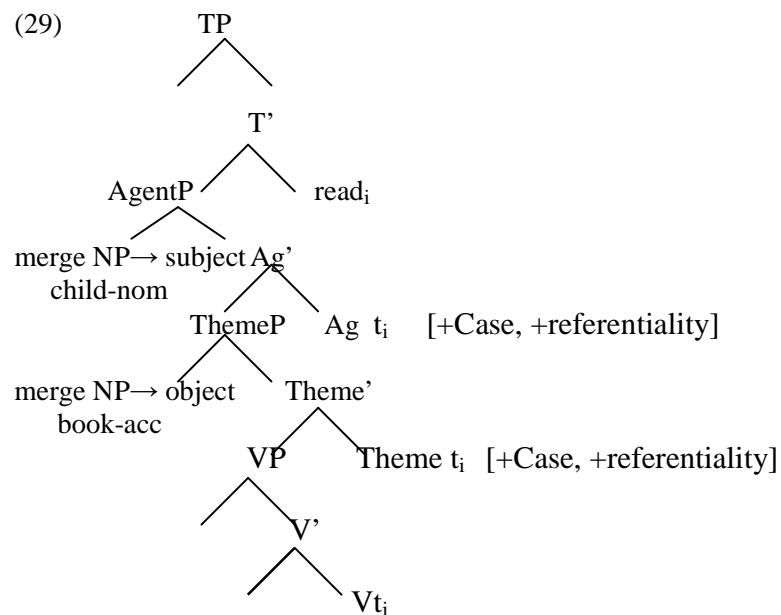 (29) TP
T’
AgentP readᵢ
merge NP→ subject Ag’
child-nom
ThemeP Ag tᵢ [+Case, +referentiality]
merge NP→ object Theme’
book-acc
VP Theme tᵢ [+Case, +referentiality]
V’
Vtᵢ